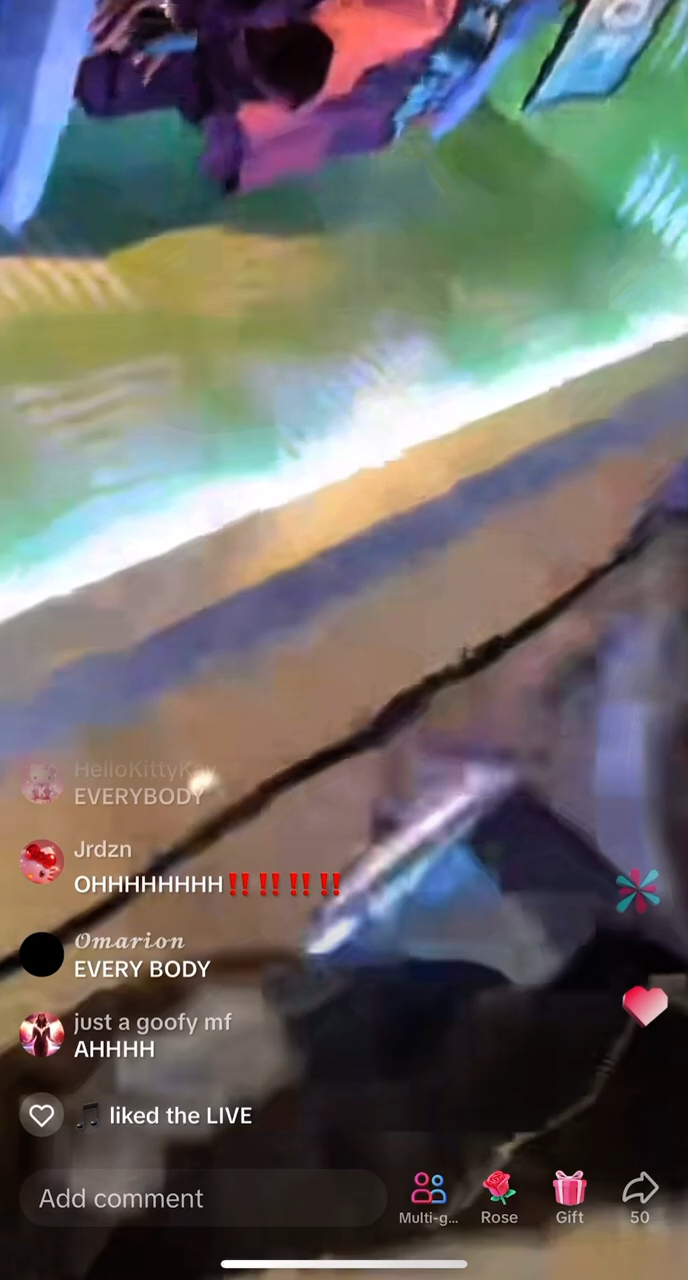 HelloKittyKay
EVERYBODY
Jrdzn
OHHHHHHHH‼️‼️‼️‼️
𝓞𝓶𝓪𝓻𝓲𝓸𝓷
EVERY BODY
just a goofy mf
AHHHH
🎵 liked the LIVE
Add comment
Multi-g...
Rose
Gift
50